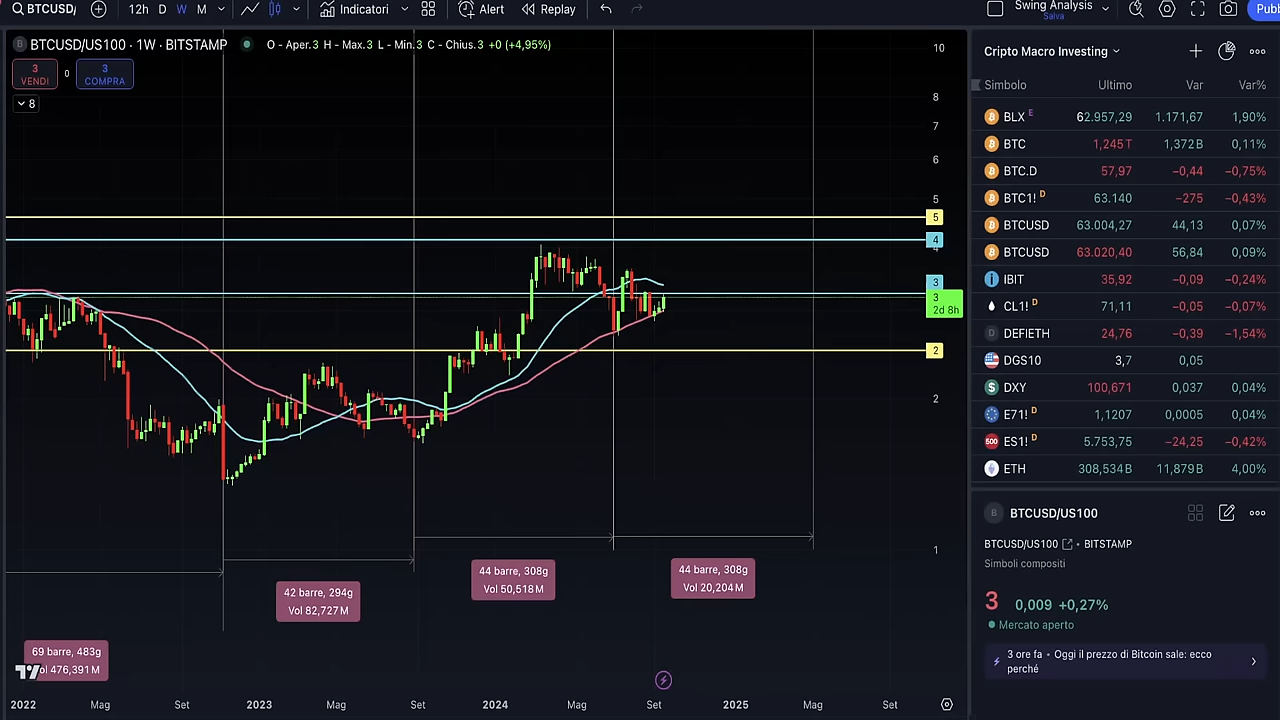 BTCUSD/
12h D W M
Indicatori
Alert
Replay
Swing Analysis
Salva
Pubb
BTCUSD/US100 · 1W · BITSTAMP
O - Aper.3 H - Max.3 L - Min.3 C - Chius.3 +0 (+4,95%)
3
VENDI
0
3
COMPRA
8
10
8
7
6
5
5
4
4
3
3
2d 8h
2
2
1
42 barre, 294g
Vol 82,727 M
44 barre, 308g
Vol 50,518 M
44 barre, 308g
Vol 20,204 M
69 barre, 483g
Vol 476,391 M
2022 Mag Set 2023 Mag Set 2024 Mag Set 2025 Mag Set
Cripto Macro Investing
Simbolo Ultimo Var Var%
BLX E 62.957,29 1.171,67 1,90%
BTC 1,245 T 1,372 B 0,11%
BTC.D 57,97 −0,44 −0,75%
BTC1! D 63.140 −275 −0,43%
BTCUSD 63.004,27 44,13 0,07%
BTCUSD 63.020,40 56,84 0,09%
IBIT 35,92 −0,09 −0,24%
CL1! D 71,11 −0,05 −0,07%
DEFIETH 24,76 −0,39 −1,54%
DGS10 3,7 0,05
DXY 100,671 0,037 0,04%
E71! D 1,1207 0,0005 0,04%
ES1! D 5.753,75 −24,25 −0,42%
ETH 308,534 B 11,879 B 4,00%
B BTCUSD/US100
BTCUSD/US100 • BITSTAMP
Simboli compositi
3 0,009 +0,27%
Mercato aperto
3 ore fa • Oggi il prezzo di Bitcoin sale: ecco
perché